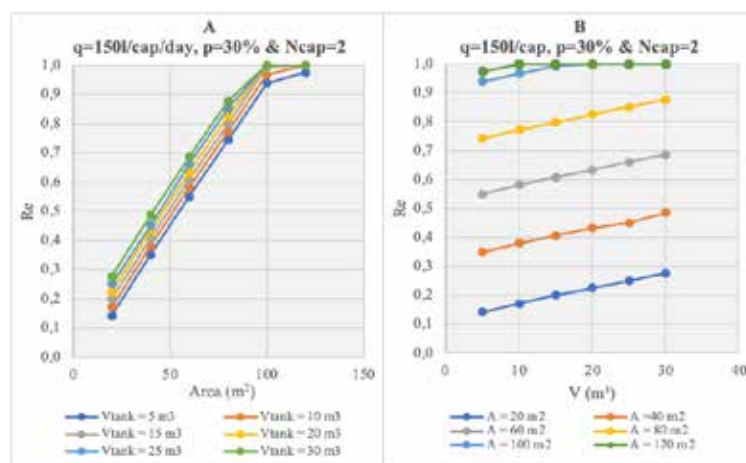 A
q=150l/cap/day, p=30% & Ncap=2
1,0
0,9
0,8
0,7
0,6
0,5
0,4
0,3
0,2
0,1
0,0
Re
0 50 100 150
Area (m²)
Vtank = 5 m3 Vtank = 10 m3
Vtank = 15 m3 Vtank = 20 m3
Vtank = 25 m3 Vtank = 30 m3
B
q=150l/cap, p=30% & Ncap=2
1,0
0,9
0,8
0,7
0,6
0,5
0,4
0,3
0,2
0,1
0,0
Re
0 10 20 30 40
V (m³)
A = 20 m2 A =40 m2
A = 60 m2 A = 80 m2
A = 100 m2 A = 120 m2